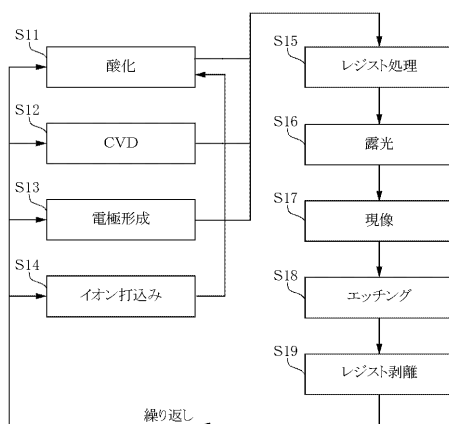 S11
酸化
S12
CVD
S13
電極形成
S14
イオン打込み
S15
レジスト処理
S16
露光
S17
現像
S18
エッチング
S19
レジスト剥離
繰り返し